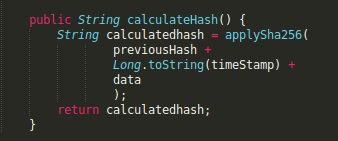 public String calculateHash() {
String calculatedhash = applySha256(
previousHash +
Long.toString(timeStamp) +
data
);
return calculatedhash;
}